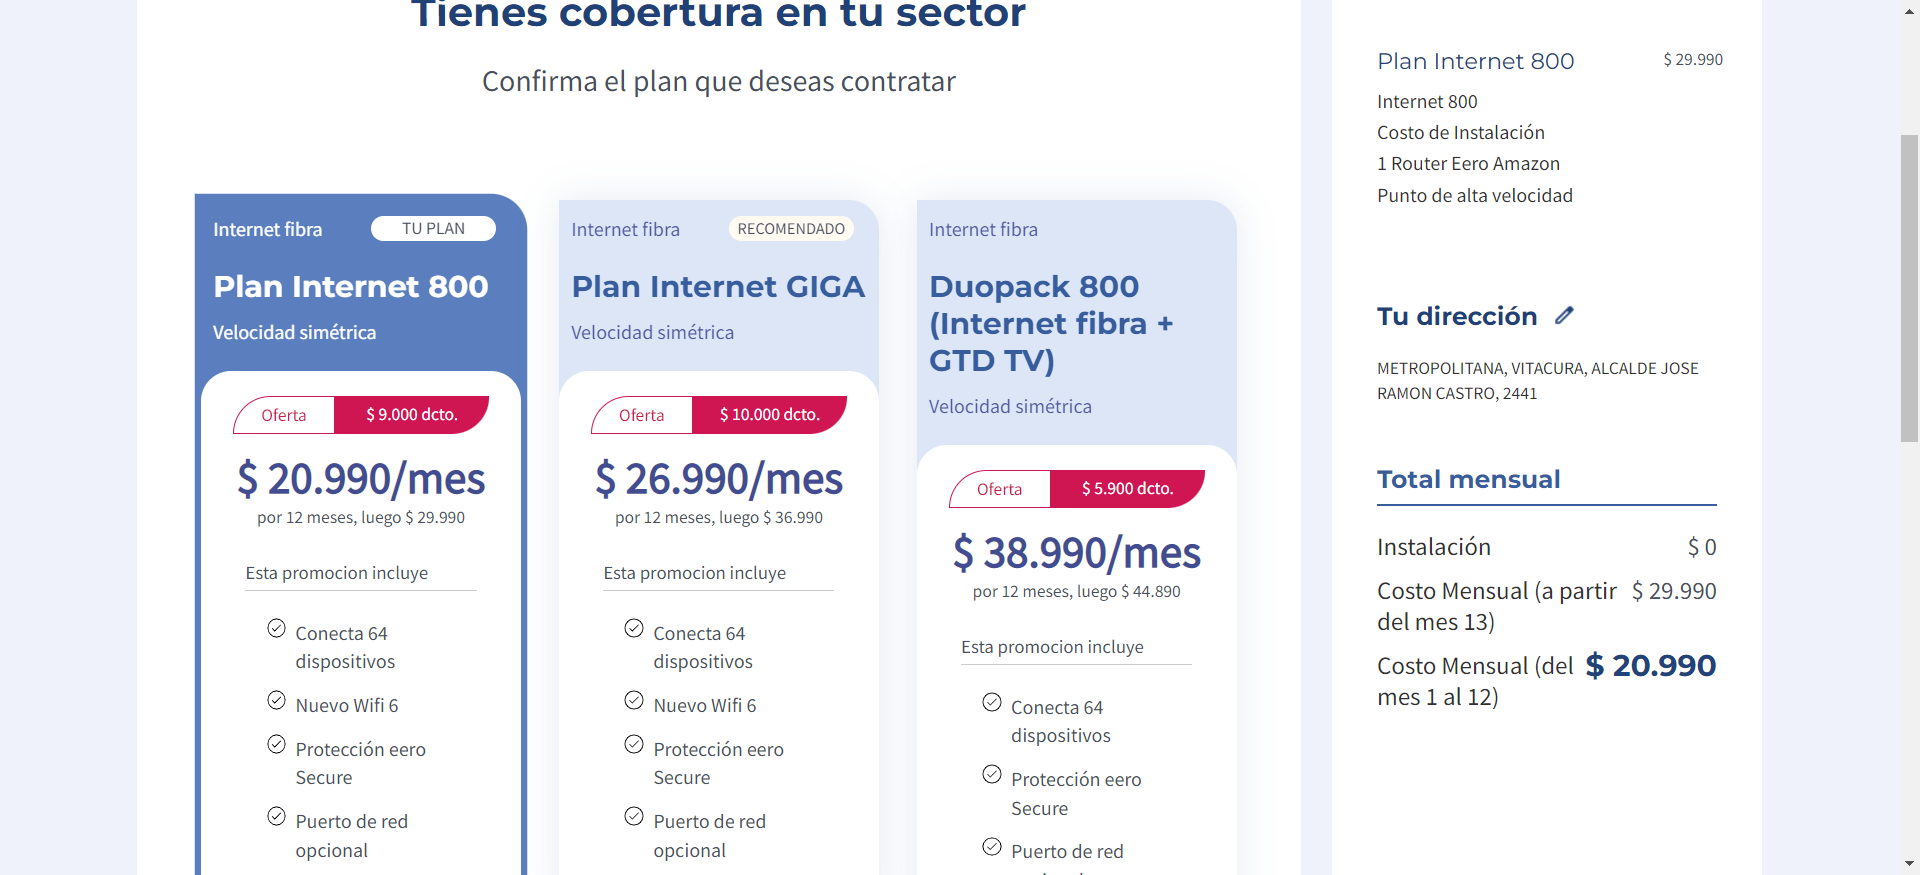 Tienes cobertura en tu sector
Confirma el plan que deseas contratar
Internet fibra
TU PLAN
Plan Internet 800
Velocidad simétrica
Oferta
$ 9.000 dcto.
$ 20.990/mes
por 12 meses, luego $ 29.990
Esta promocion incluye
Conecta 64
dispositivos
Nuevo Wifi 6
Protección eero
Secure
Puerto de red
opcional
Internet fibra
RECOMENDADO
Plan Internet GIGA
Velocidad simétrica
Oferta
$ 10.000 dcto.
$ 26.990/mes
por 12 meses, luego $ 36.990
Esta promocion incluye
Conecta 64
dispositivos
Nuevo Wifi 6
Protección eero
Secure
Puerto de red
opcional
Internet fibra
Duopack 800
(Internet fibra +
GTD TV)
Velocidad simétrica
Oferta
$ 5.900 dcto.
$ 38.990/mes
por 12 meses, luego $ 44.890
Esta promocion incluye
Conecta 64
dispositivos
Protección eero
Secure
Puerto de red
Plan Internet 800
$ 29.990
Internet 800
Costo de Instalación
1 Router Eero Amazon
Punto de alta velocidad
Tu dirección
METROPOLITANA, VITACURA, ALCALDE JOSE
RAMON CASTRO, 2441
Total mensual
Instalación
$ 0
Costo Mensual (a partir
$ 29.990
del mes 13)
Costo Mensual (del
$ 20.990
mes 1 al 12)